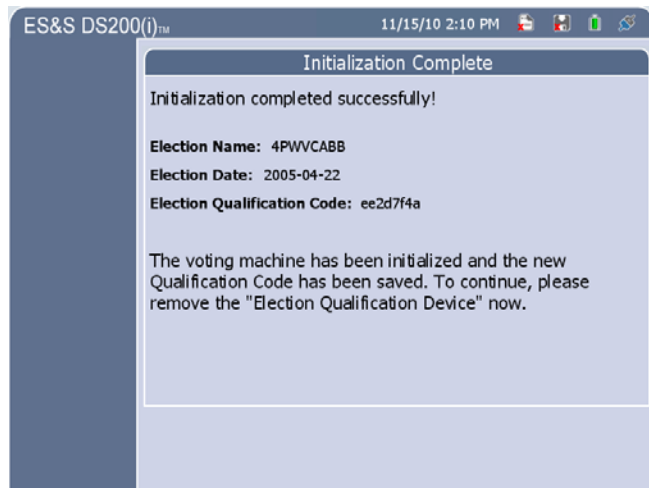 ES&S DS200(i)TM 11/15/10 2:10 PM
Initialization Complete
Initialization completed successfully!
Election Name: 4PWVCABB
Election Date: 2005-04-22
Election Qualification Code: ee2d7f4a
The voting machine has been initialized and the new
Qualification Code has been saved. To continue, please
remove the "Election Qualification Device" now.